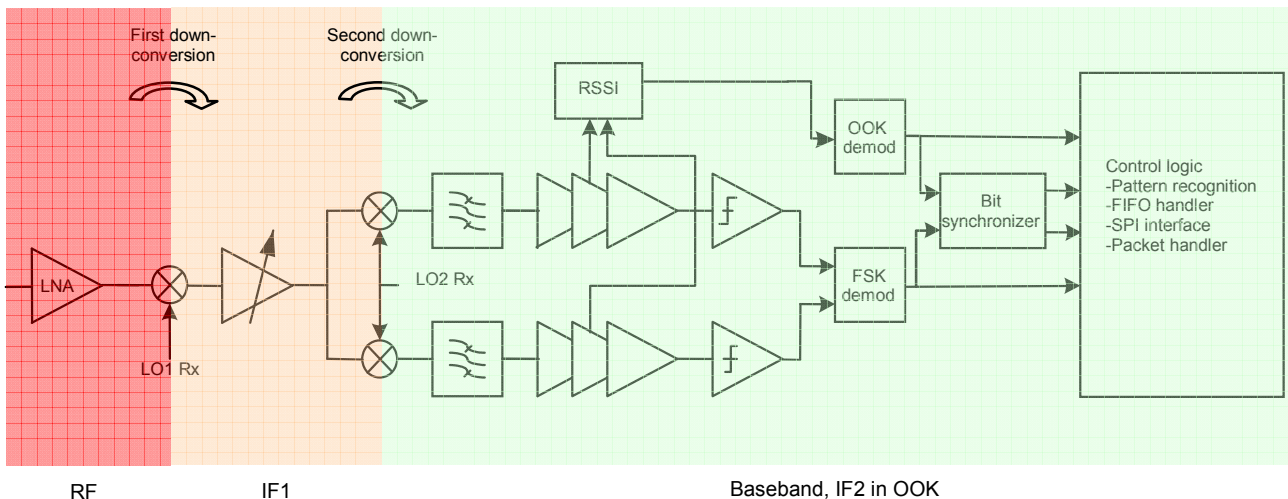 First down-
conversion
Second down-
conversion
RSSI
OOK
demod
Control logic
-Pattern recognition
-FIFO handler
-SPI interface
-Packet handler
Bit
synchronizer
LNA
LO2 Rx
FSK
demod
LO1 Rx
RF
IF1
Baseband, IF2 in OOK